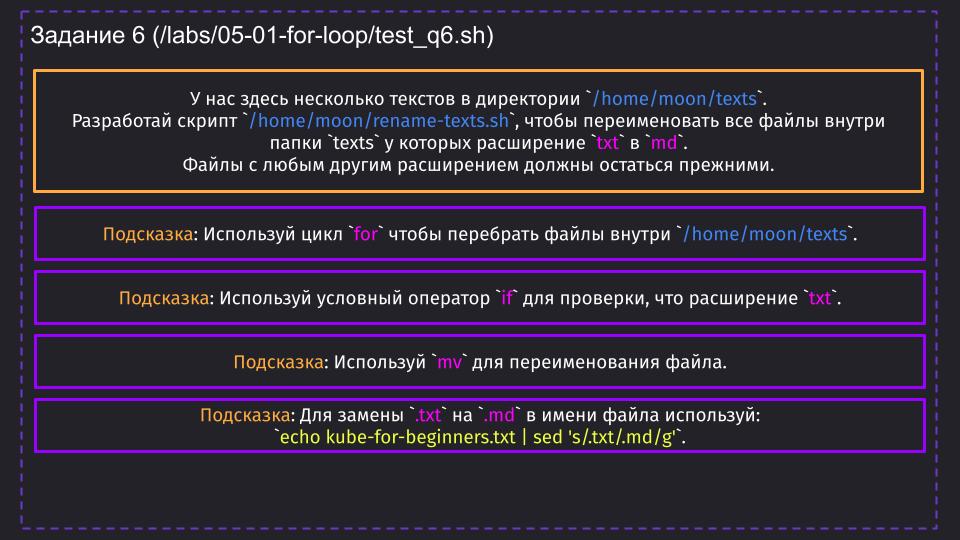 Задание 6 (/labs/05-01-for-loop/test_q6.sh)
У нас здесь несколько текстов в директории `/home/moon/texts`.
Разработай скрипт `/home/moon/rename-texts.sh`, чтобы переименовать все файлы внутри
папки `texts` у которых расширение `txt` в `md`.
Файлы с любым другим расширением должны остаться прежними.
Подсказка: Используй цикл `for` чтобы перебрать файлы внутри `/home/moon/texts`.
Подсказка: Используй условный оператор `if` для проверки, что расширение `txt`.
Подсказка: Используй `mv` для переименования файла.
Подсказка: Для замены `.txt` на `.md` в имени файла используй:
`echo kube-for-beginners.txt | sed 's/.txt/.md/g'`.